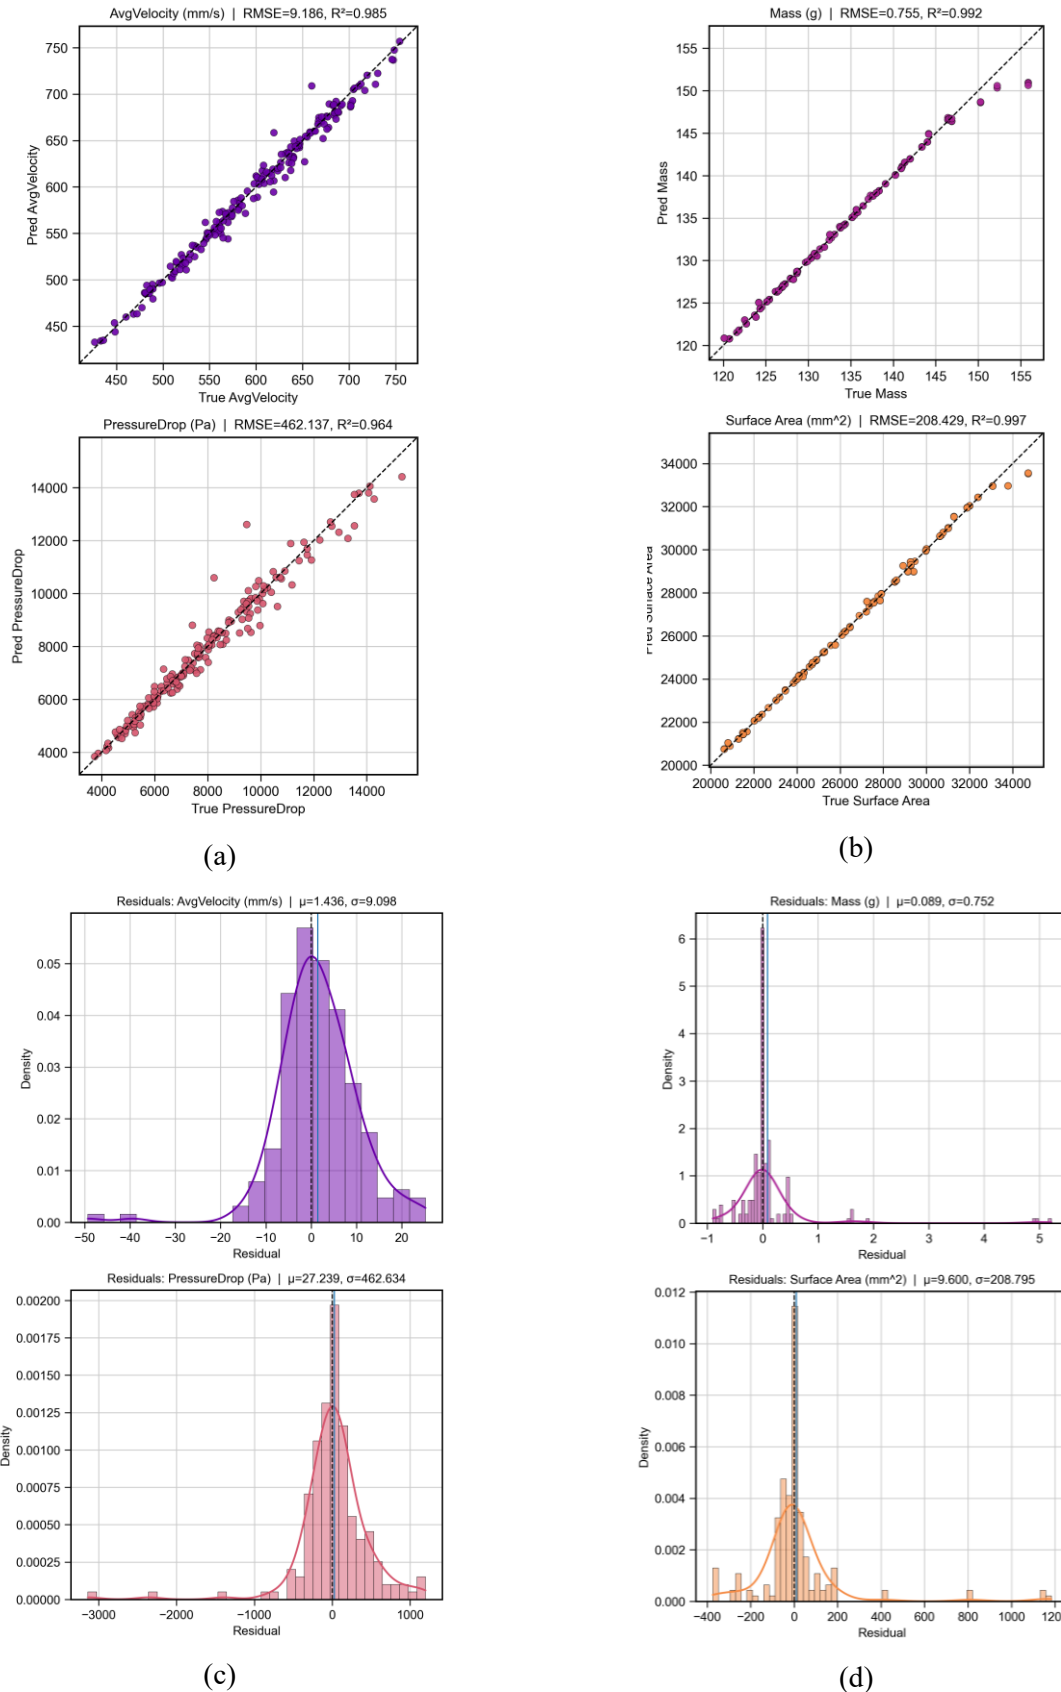 AvgVelocity (mm/s) | RMSE=9.186, R²=0.985
Pred AvgVelocity
750
700
650
600
550
500
450
450 500 550 600 650 700 750
True AvgVelocity
Mass (g) | RMSE=0.755, R²=0.992
Pred Mass
155
150
145
140
135
130
125
120
120 125 130 135 140 145 150 155
True Mass
PressureDrop (Pa) | RMSE=462.137, R²=0.964
Pred PressureDrop
14000
12000
10000
8000
6000
4000
4000 6000 8000 10000 12000 14000
True PressureDrop
(a)
Surface Area (mm^2) | RMSE=208.429, R²=0.997
Pred Surface Area
34000
32000
30000
28000
26000
24000
22000
20000
20000 22000 24000 26000 28000 30000 32000 34000
True Surface Area
(b)
Residuals: AvgVelocity (mm/s) | μ=1.436, σ=9.098
Density
0.05
0.04
0.03
0.02
0.01
0.00
−50 −40 −30 −20 −10 0 10 20
Residual
Residuals: Mass (g) | μ=0.089, σ=0.752
Density
6
5
4
3
2
1
0
−1 0 1 2 3 4 5
Residual
Residuals: PressureDrop (Pa) | μ=27.239, σ=462.634
Density
0.00200
0.00175
0.00150
0.00125
0.00100
0.00075
0.00050
0.00025
0.00000
−3000 −2000 −1000 0 1000
Residual
(c)
Residuals: Surface Area (mm^2) | μ=9.600, σ=208.795
Density
0.012
0.010
0.008
0.006
0.004
0.002
0.000
−400 −200 0 200 400 600 800 1000 120
Residual
(d)